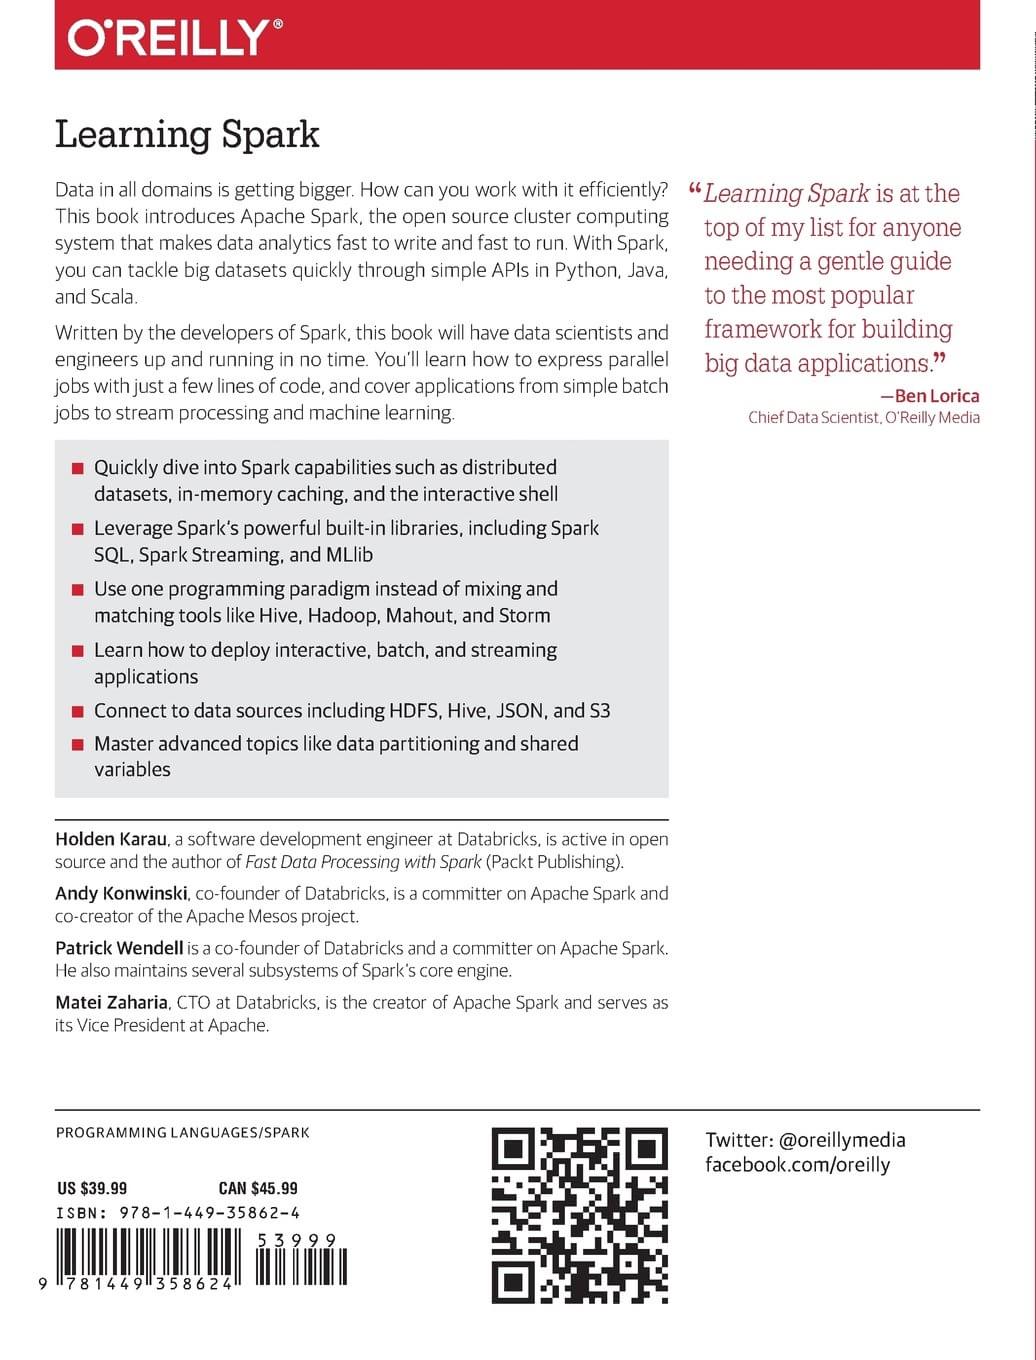 O'REILLY®
Learning Spark
Data in all domains is getting bigger. How can you work with it efficiently?
This book introduces Apache Spark, the open source cluster computing
system that makes data analytics fast to write and fast to run. With Spark,
you can tackle big datasets quickly through simple APIs in Python, Java,
and Scala.
Written by the developers of Spark, this book will have data scientists and
engineers up and running in no time. You’ll learn how to express parallel
jobs with just a few lines of code, and cover applications from simple batch
jobs to stream processing and machine learning.
■ Quickly dive into Spark capabilities such as distributed
datasets, in-memory caching, and the interactive shell
■ Leverage Spark’s powerful built-in libraries, including Spark
SQL, Spark Streaming, and MLlib
■ Use one programming paradigm instead of mixing and
matching tools like Hive, Hadoop, Mahout, and Storm
■ Learn how to deploy interactive, batch, and streaming
applications
■ Connect to data sources including HDFS, Hive, JSON, and S3
■ Master advanced topics like data partitioning and shared
variables
Holden Karau, a software development engineer at Databricks, is active in open
source and the author of Fast Data Processing with Spark (Packt Publishing).
Andy Konwinski, co-founder of Databricks, is a committer on Apache Spark and
co-creator of the Apache Mesos project.
Patrick Wendell is a co-founder of Databricks and a committer on Apache Spark.
He also maintains several subsystems of Spark’s core engine.
Matei Zaharia, CTO at Databricks, is the creator of Apache Spark and serves as
its Vice President at Apache.
“Learning Spark is at the
top of my list for anyone
needing a gentle guide
to the most popular
framework for building
big data applications.”
—Ben Lorica
Chief Data Scientist, O’Reilly Media
PROGRAMMING LANGUAGES/SPARK
US $39.99 CAN $45.99
ISBN: 978-1-449-35862-4
53999
9 781449 358624
Twitter: @oreillymedia
facebook.com/oreilly